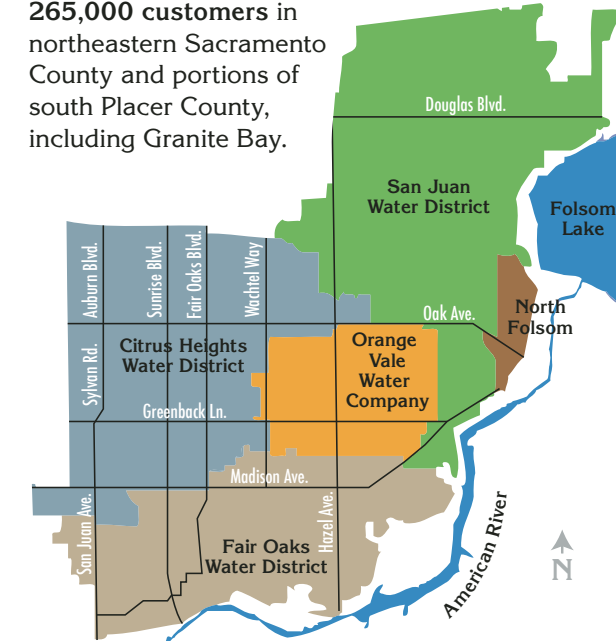 265,000 customers in
northeastern Sacramento
County and portions of
south Placer County,
including Granite Bay.
Douglas Blvd.
San Juan
Water District
Folsom
Lake
Auburn Blvd.
Sunrise Blvd.
Fair Oaks Blvd.
Wachtel Way
Oak Ave.
North
Folsom
Citrus Heights
Water District
Orange
Vale
Water
Company
Sylvan Rd.
Greenback Ln.
Madison Ave.
San Juan Ave.
Hazel Ave.
Fair Oaks
Water District
American River
N